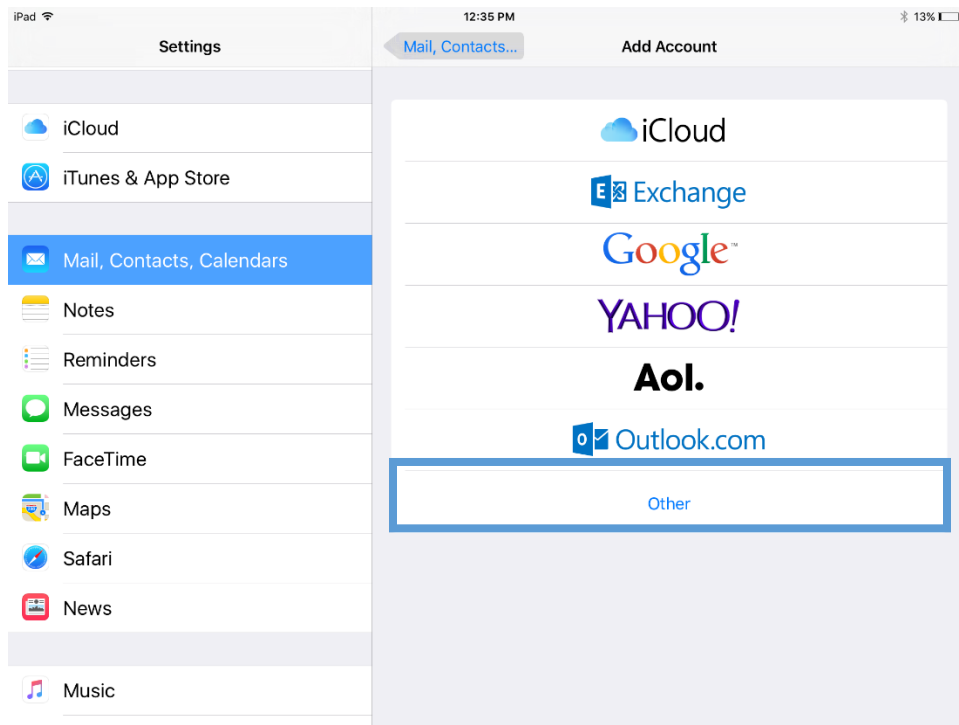 iPad
12:35 PM
13%
Settings
Mail, Contacts...
Add Account
iCloud
iTunes & App Store
Mail, Contacts, Calendars
Notes
Reminders
Messages
FaceTime
Maps
Safari
News
Music
iCloud
E Exchange
Google™
YAHOO!
Aol.
o Outlook.com
Other